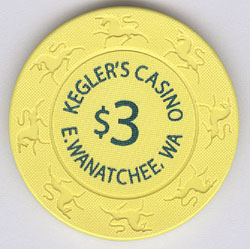 KEGLER'S CASINO
$3
E.WANATCHEE, WA